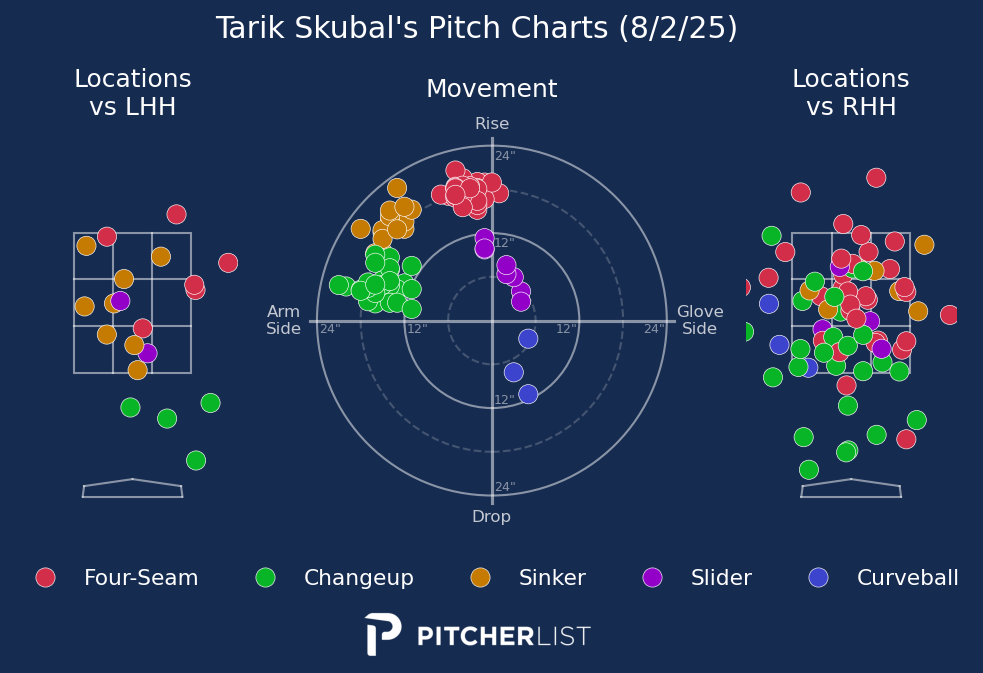 Tarik Skubal's Pitch Charts (8/2/25)
Locations
vs LHH
Movement
Locations
vs RHH
Rise
24"
12"
Arm
Side
24"
12"
12"
24"
Glove
Side
12"
24"
Drop
Four-Seam
Changeup
Sinker
Slider
Curveball
PITCHERLIST